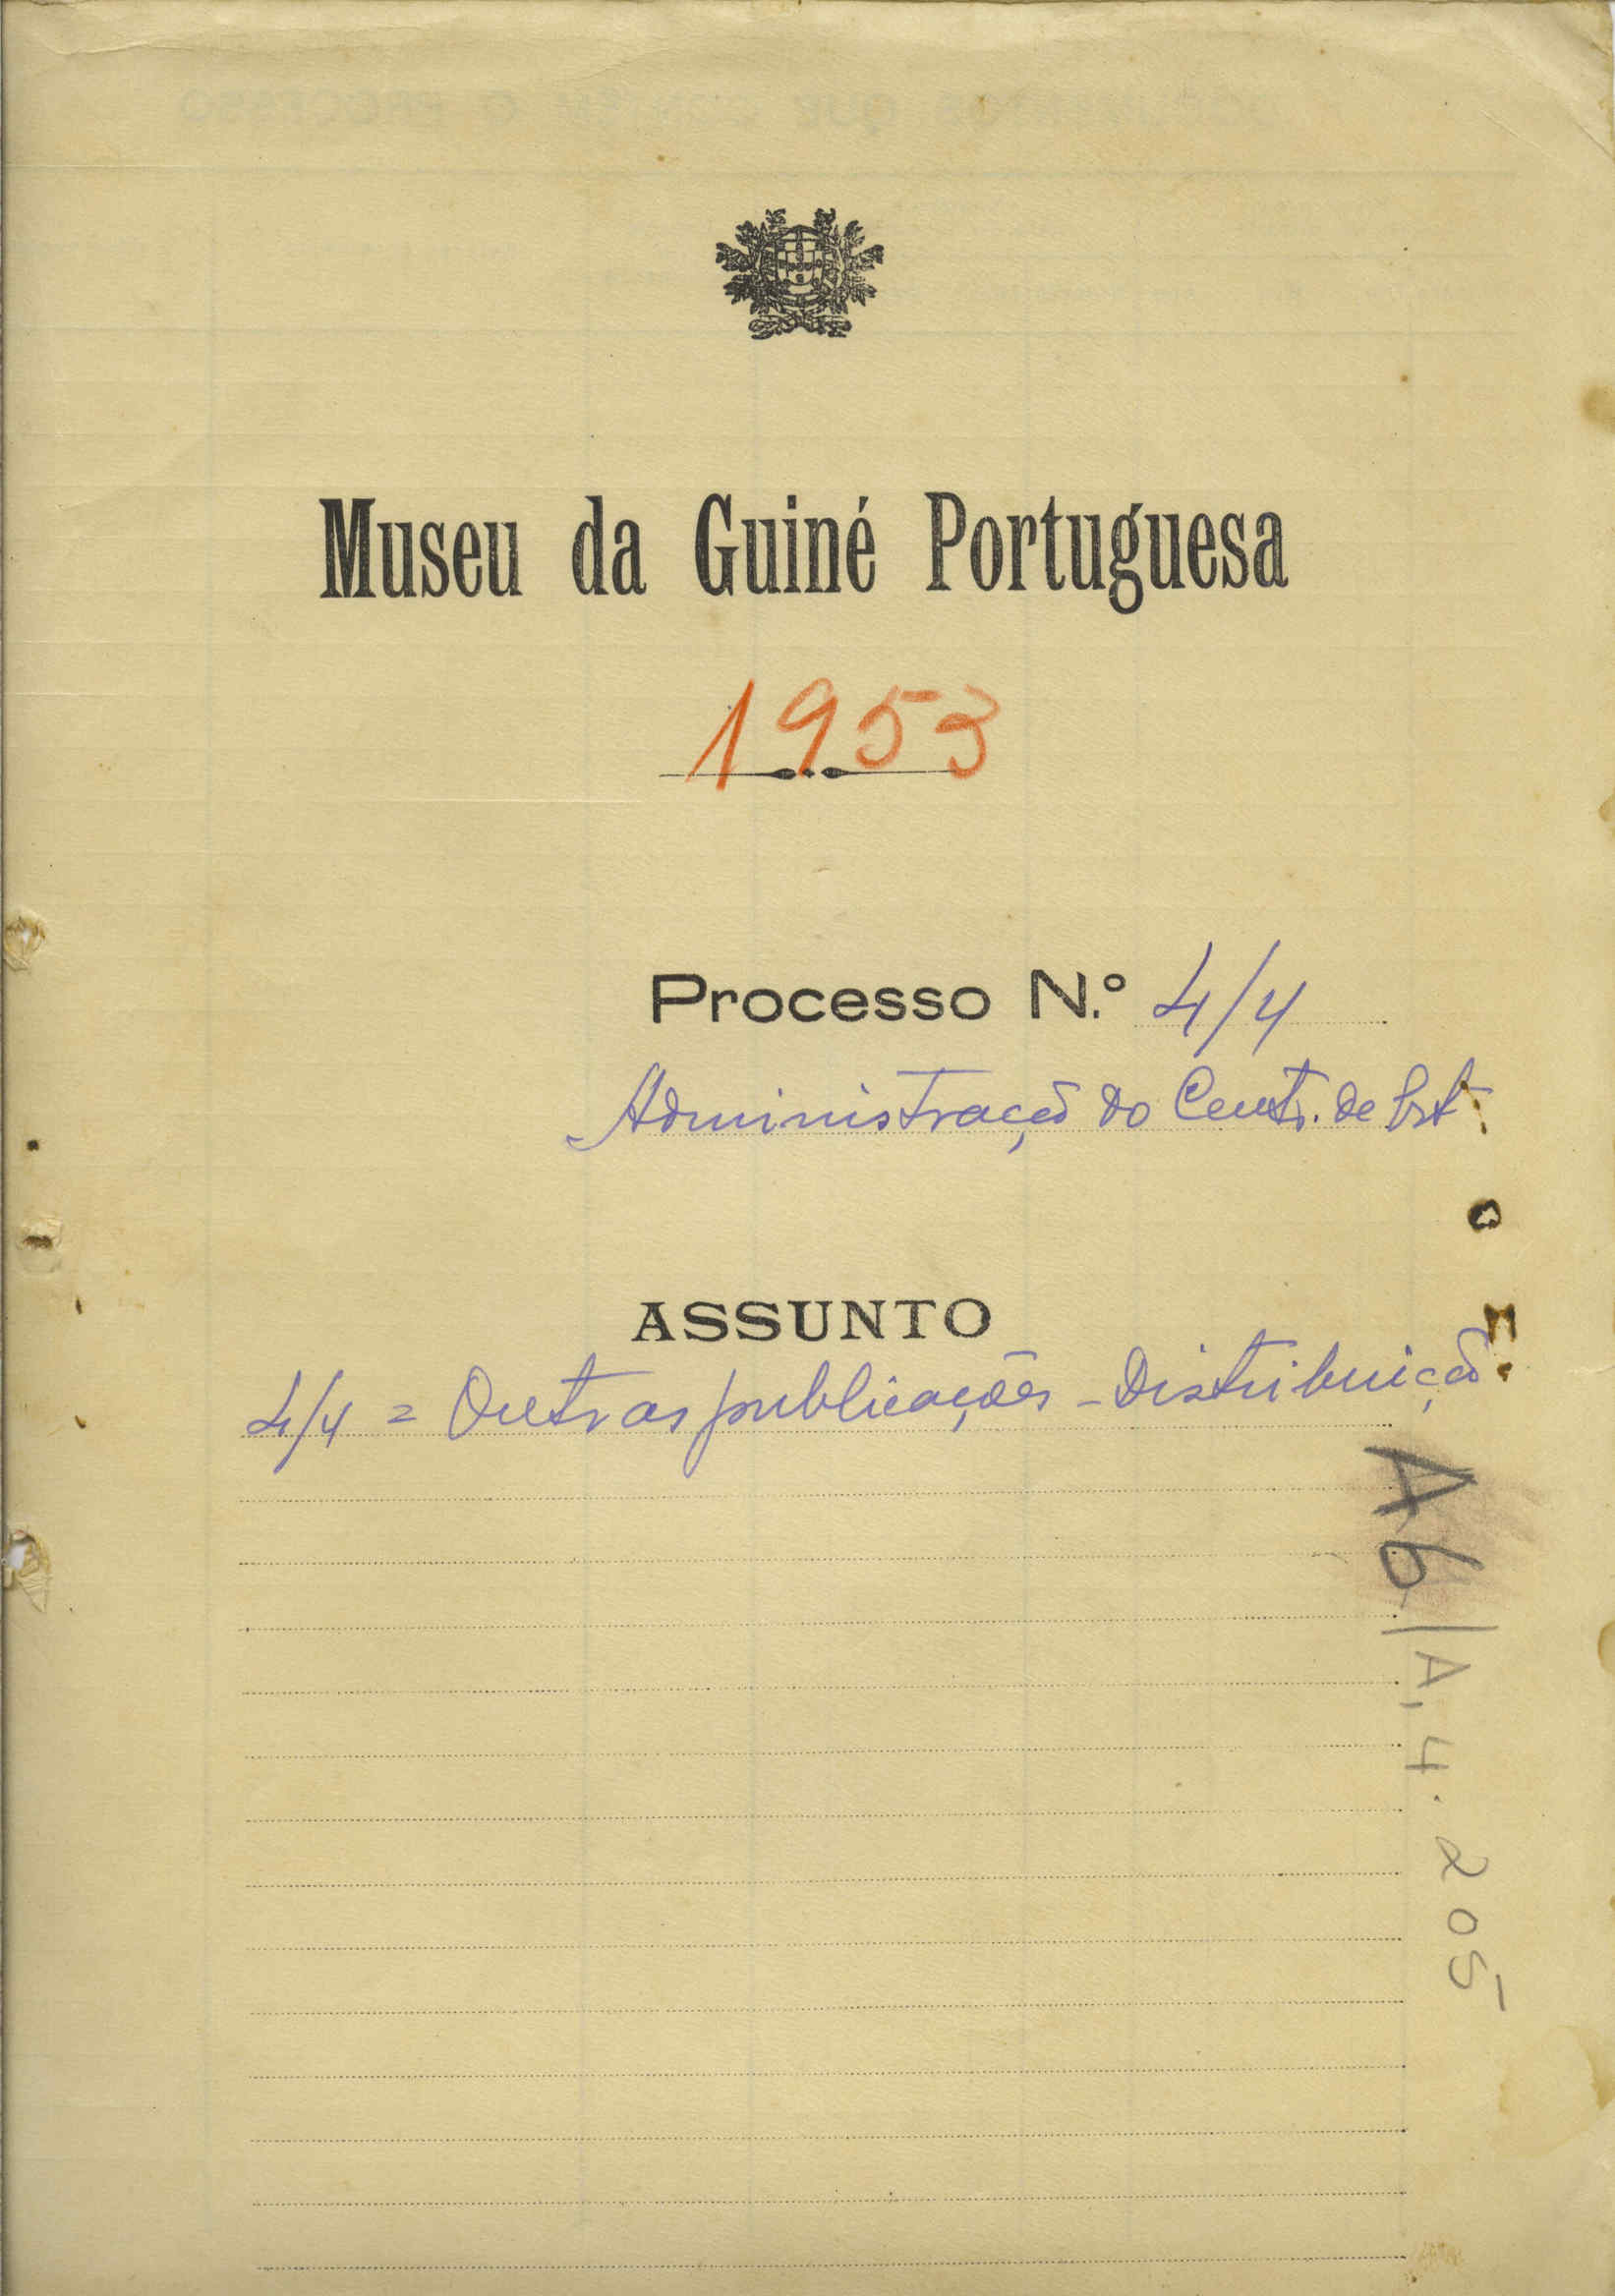 Museu da Guiné Portuguesa
1953
Processo N.º 4/4
Administração do Centr. de Est.
ASSUNTO
4/4 = Outras publicações - Distribuição
A6/A, 4. 205